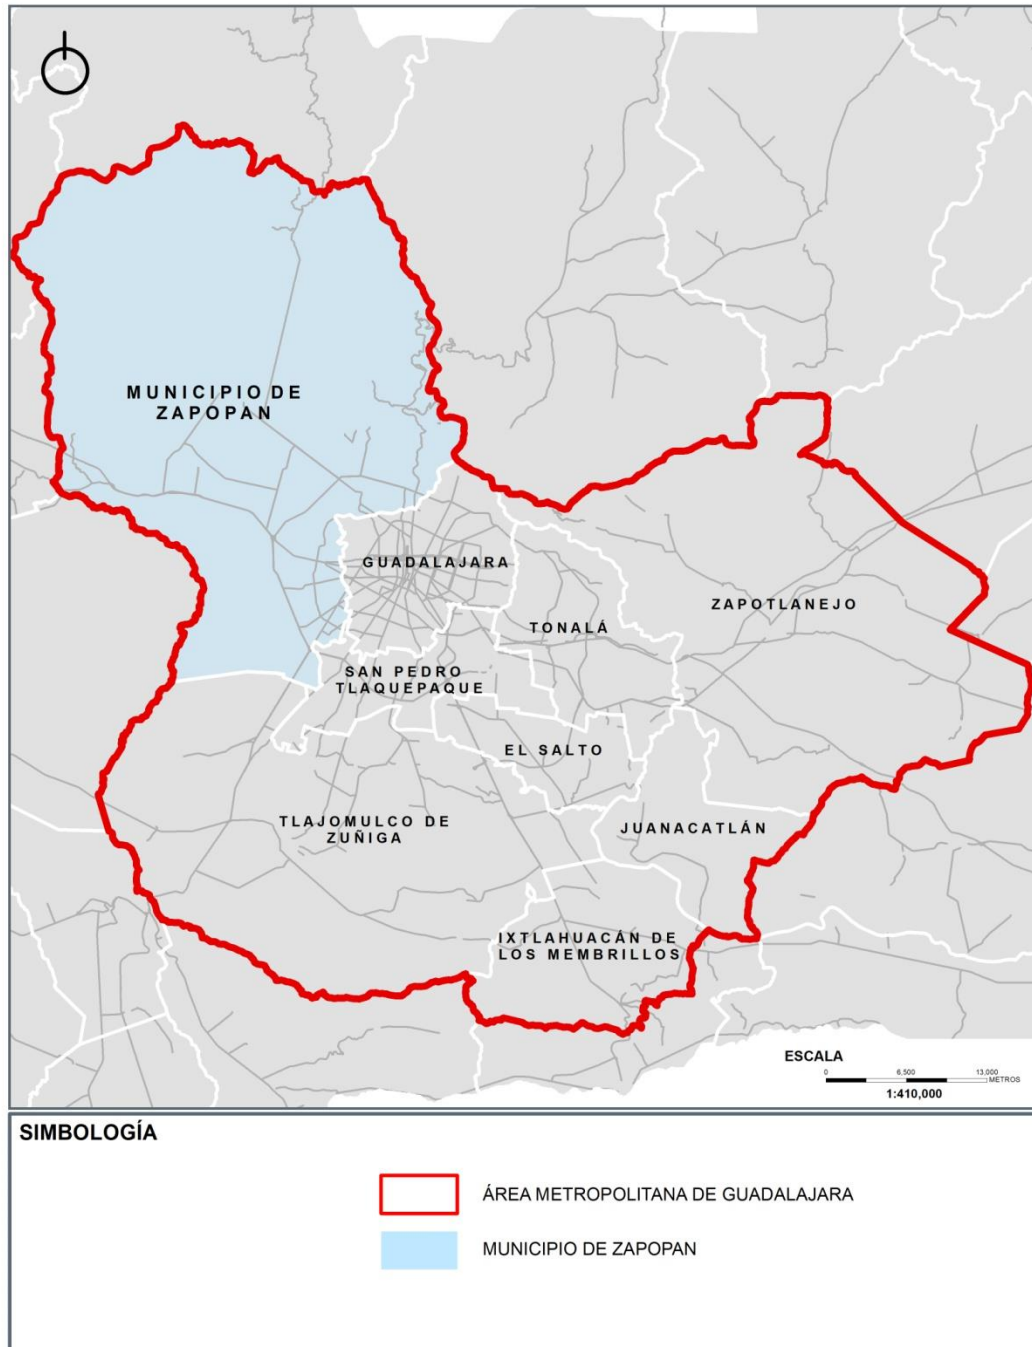 MUNICIPIO DE
ZAPOPAN
GUADALAJARA
ZAPOTLANEJO
TONALÁ
SAN PEDRO
TLAQUEPAQUE
EL SALTO
TLAJOMULCO DE
ZUÑIGA
JUANACATLÁN
IXTLAHUACÁN DE
LOS MEMBRILLOS
ESCALA
0 6,500 13,000
METROS
1:410,000
SIMBOLOGÍA
ÁREA METROPOLITANA DE GUADALAJARA
MUNICIPIO DE ZAPOPAN